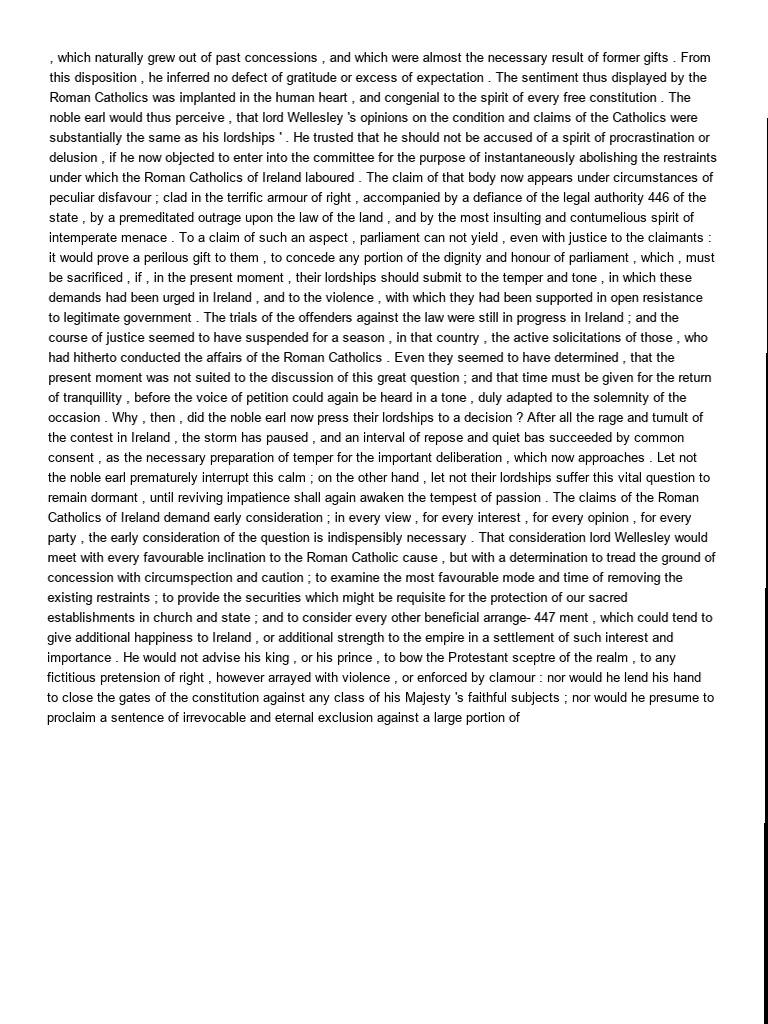 , which naturally grew out of past concessions , and which were almost the necessary result of former gifts . From
this disposition , he inferred no defect of gratitude or excess of expectation . The sentiment thus displayed by the
Roman Catholics was implanted in the human heart , and congenial to the spirit of every free constitution . The
noble earl would thus perceive , that lord Wellesley 's opinions on the condition and claims of the Catholics were
substantially the same as his lordships ' . He trusted that he should not be accused of a spirit of procrastination or
delusion , if he now objected to enter into the committee for the purpose of instantaneously abolishing the restraints
under which the Roman Catholics of Ireland laboured . The claim of that body now appears under circumstances of
peculiar disfavour ; clad in the terrific armour of right , accompanied by a defiance of the legal authority 446 of the
state , by a premeditated outrage upon the law of the land , and by the most insulting and contumelious spirit of
intemperate menace . To a claim of such an aspect , parliament can not yield , even with justice to the claimants :
it would prove a perilous gift to them , to concede any portion of the dignity and honour of parliament , which , must
be sacrificed , if , in the present moment , their lordships should submit to the temper and tone , in which these
demands had been urged in Ireland , and to the violence , with which they had been supported in open resistance
to legitimate government . The trials of the offenders against the law were still in progress in Ireland ; and the
course of justice seemed to have suspended for a season , in that country , the active solicitations of those , who
had hitherto conducted the affairs of the Roman Catholics . Even they seemed to have determined , that the
present moment was not suited to the discussion of this great question ; and that time must be given for the return
of tranquillity , before the voice of petition could again be heard in a tone , duly adapted to the solemnity of the
occasion . Why , then , did the noble earl now press their lordships to a decision ? After all the rage and tumult of
the contest in Ireland , the storm has paused , and an interval of repose and quiet bas succeeded by common
consent , as the necessary preparation of temper for the important deliberation , which now approaches . Let not
the noble earl prematurely interrupt this calm ; on the other hand , let not their lordships suffer this vital question to
remain dormant , until reviving impatience shall again awaken the tempest of passion . The claims of the Roman
Catholics of Ireland demand early consideration ; in every view , for every interest , for every opinion , for every
party , the early consideration of the question is indispensibly necessary . That consideration lord Wellesley would
meet with every favourable inclination to the Roman Catholic cause , but with a determination to tread the ground of
concession with circumspection and caution ; to examine the most favourable mode and time of removing the
existing restraints ; to provide the securities which might be requisite for the protection of our sacred
establishments in church and state ; and to consider every other beneficial arrange- 447 ment , which could tend to
give additional happiness to Ireland , or additional strength to the empire in a settlement of such interest and
importance . He would not advise his king , or his prince , to bow the Protestant sceptre of the realm , to any
fictitious pretension of right , however arrayed with violence , or enforced by clamour : nor would he lend his hand
to close the gates of the constitution against any class of his Majesty 's faithful subjects ; nor would he presume to
proclaim a sentence of irrevocable and eternal exclusion against a large portion of